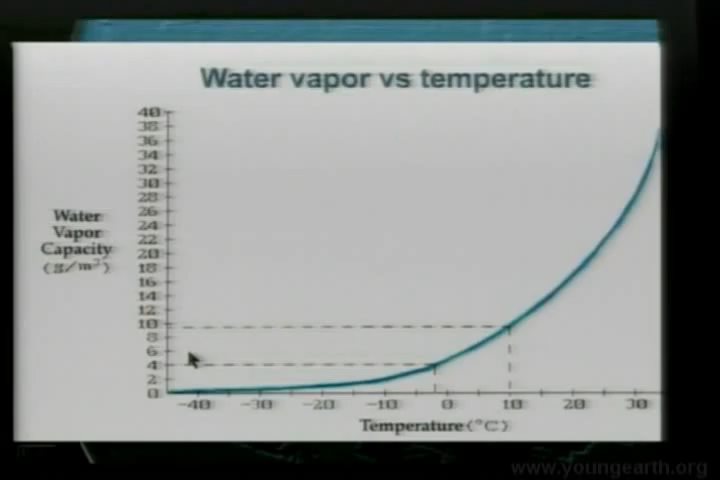 Water vapor vs temperature
40
38
36
34
32
30
28
26
24
22
20
18
16
14
12
10
8
6
4
2
0
Water
Vapor
Capacity
(g/m³)
-40 -30 -20 -10 0 10 20 30
Temperature (°C)
www.youngearth.org